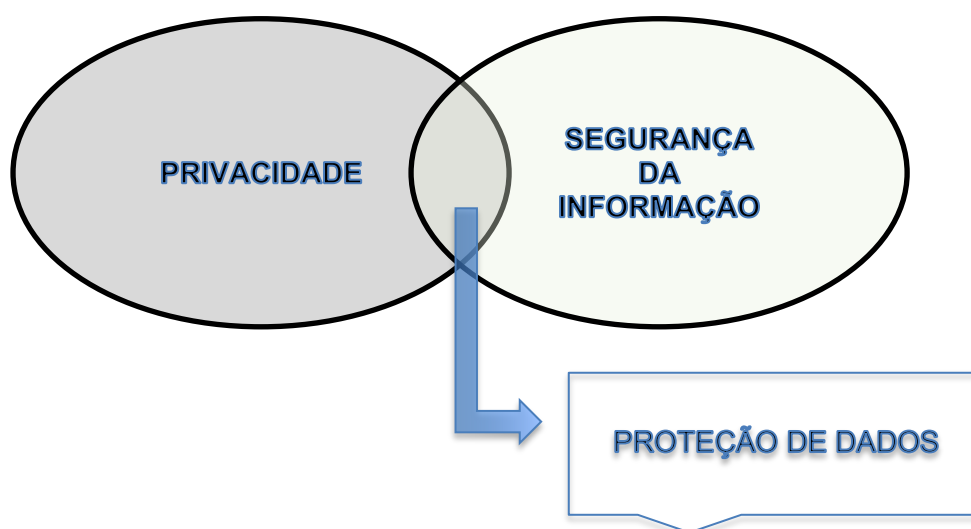 PRIVACIDADE
SEGURANÇA
DA
INFORMAÇÃO
PROTEÇÃO DE DADOS